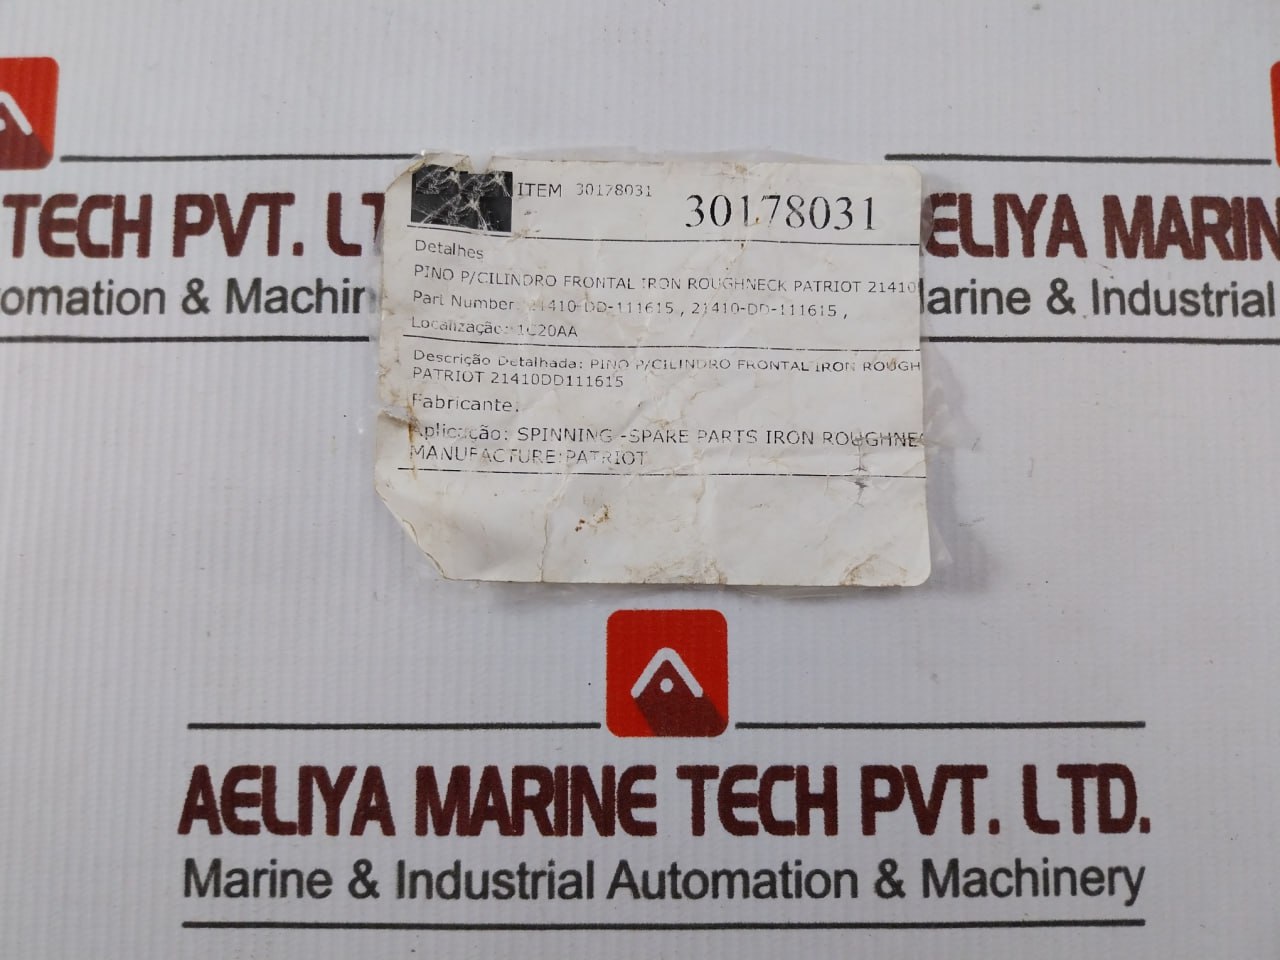 TECH PVT. LT
ELIYA MARIN
omation & Machin
larine & Industrial
ITEM 30178031
30178031
Detalhes
PINO P/CILINDRO FRONTAL IRON ROUGHNECK PATRIOT 21410
Part Number: 21410-DD-111615 , 21410-DD-111615 ,
Localização: 1C20AA
Descrição Detalhada: PINO P/CILINDRO FRONTAL IRON ROUGH
PATRIOT 21410DD111615
Fabricante:
Aplicação: SPINNING -SPARE PARTS IRON ROUGHNEC
MANUFACTURE:PATRIOT
AELIYA MARINE TECH PVT. LTD.
Marine & Industrial Automation & Machinery